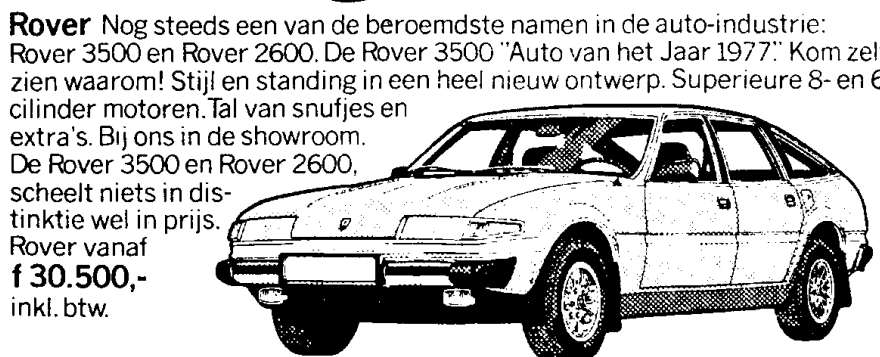 Rover Nog steeds een van de beroemdste namen in de auto-industrie:
Rover 3500 en Rover 2600. De Rover 3500 "Auto van het Jaar 1977." Kom zel
zien waarom! Stijl en standing in een heel nieuw ontwerp. Superieure 8- en 6
cilinder motoren. Tal van snufjes en
extra's. Bij ons in de showroom.
De Rover 3500 en Rover 2600,
scheelt niets in dis-
tinktie wel in prijs.
Rover vanaf
f 30.500,-
inkl. btw.